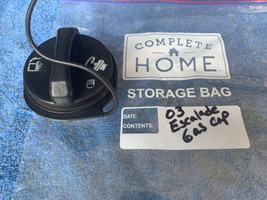 COMPLETE
HOME
STORAGE BAG
DATE:
CONTENTS:
03
Escalade
Gas cap